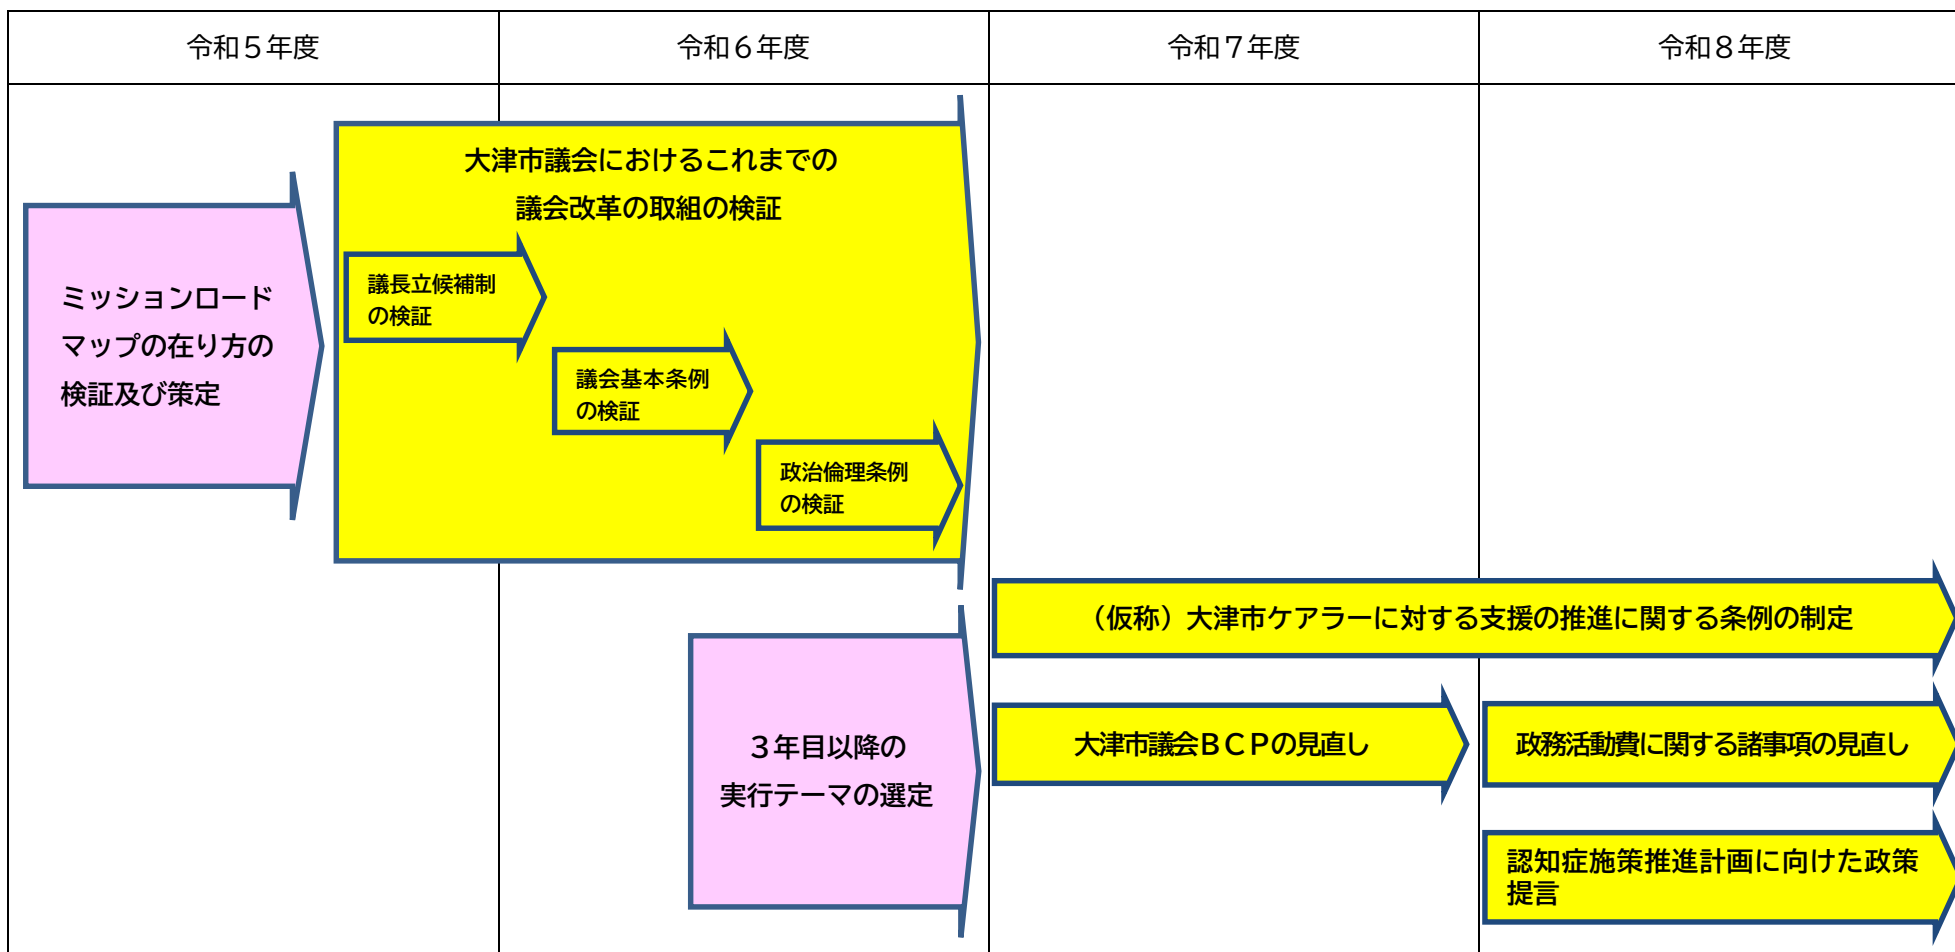 令和５年度
令和６年度
令和７年度
令和８年度
ミッションロード
マップの在り方の
検証及び策定
大津市議会におけるこれまでの
議会改革の取組の検証
議長立候補制
の検証
議会基本条例
の検証
政治倫理条例
の検証
３年目以降の
実行テーマの選定
（仮称）大津市ケアラーに対する支援の推進に関する条例の制定
大津市議会ＢＣＰの見直し
政務活動費に関する諸事項の見直し
認知症施策推進計画に向けた政策
提言